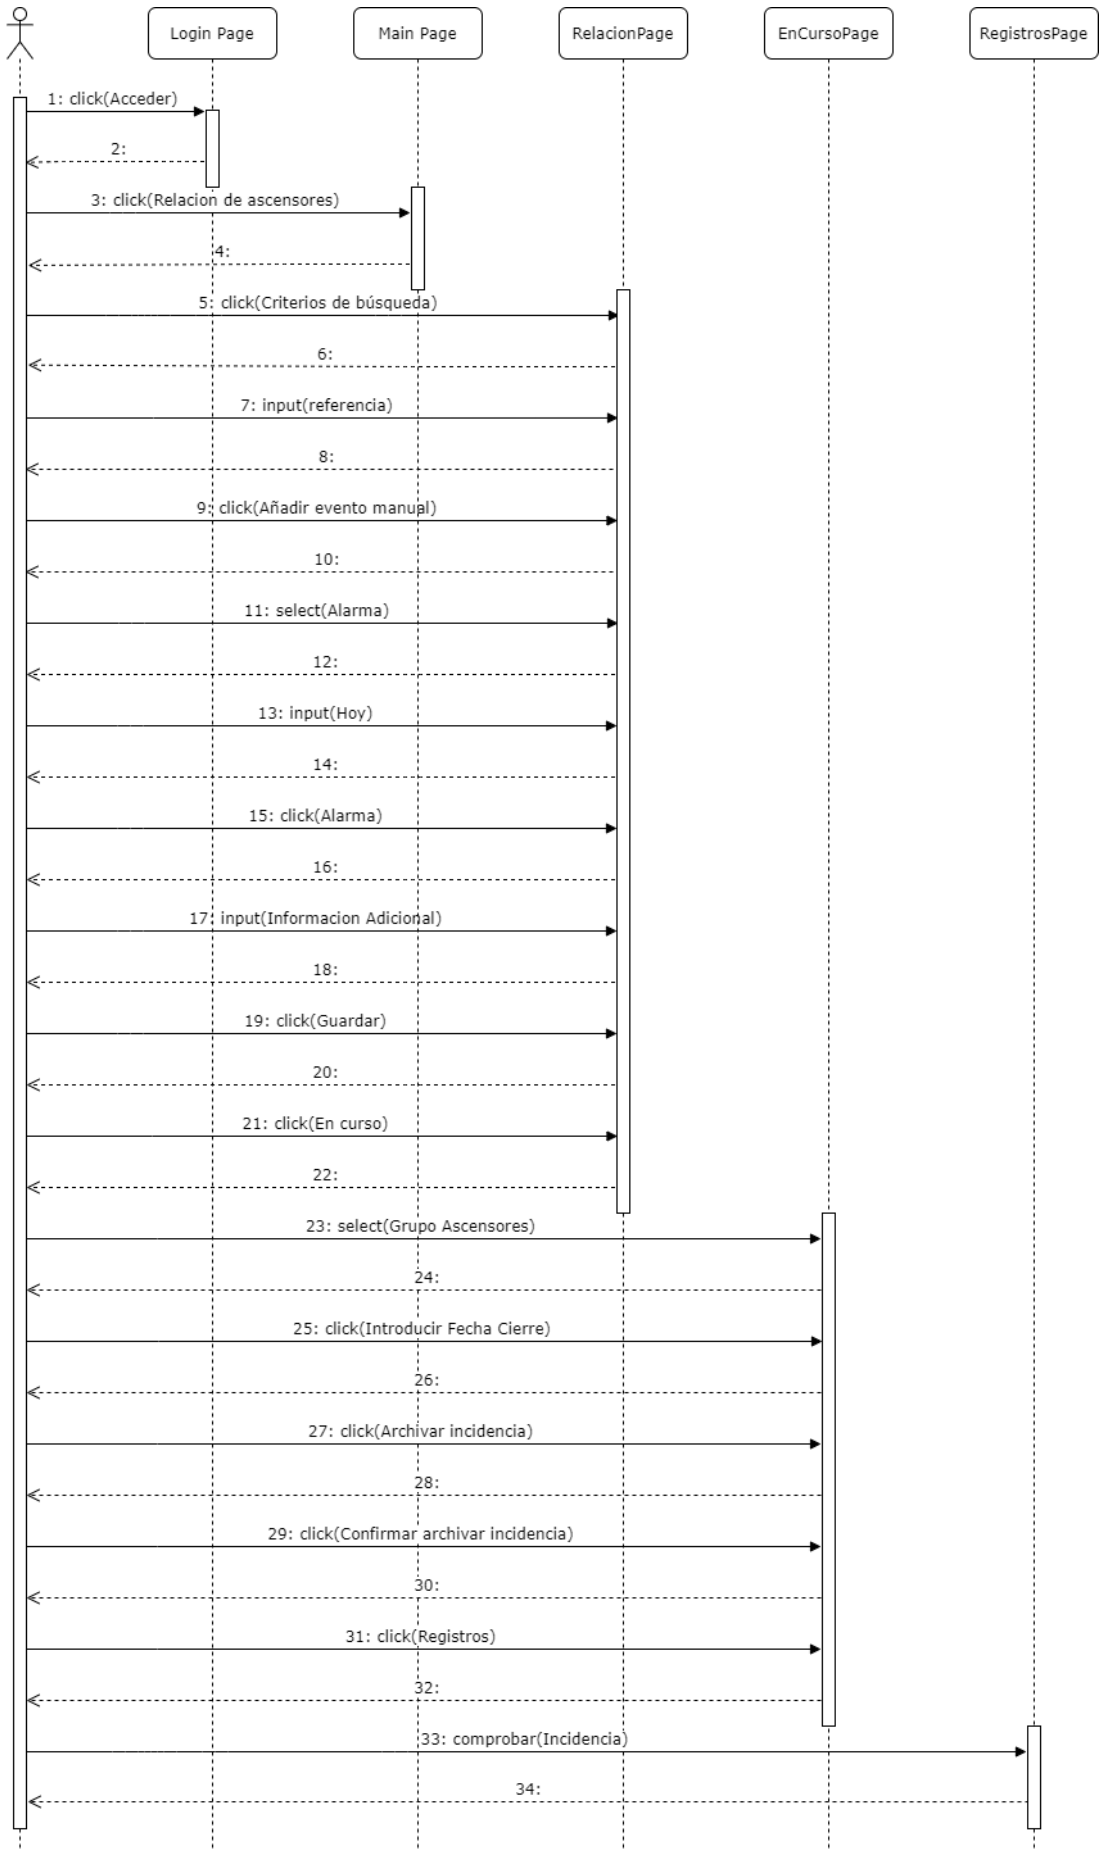 Login Page
Main Page
RelacionPage
EnCursoPage
RegistrosPage
1: click(Acceder)
2:
3: click(Relacion de ascensores)
4:
5: click(Criterios de búsqueda)
6:
7: input(referencia)
8:
9: click(Añadir evento manual)
10:
11: select(Alarma)
12:
13: input(Hoy)
14:
15: click(Alarma)
16:
17: input(Informacion Adicional)
18:
19: click(Guardar)
20:
21: click(En curso)
22:
23: select(Grupo Ascensores)
24:
25: click(Introducir Fecha Cierre)
26:
27: click(Archivar incidencia)
28:
29: click(Confirmar archivar incidencia)
30:
31: click(Registros)
32:
33: comprobar(Incidencia)
34: